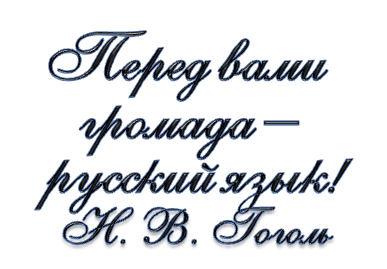 Перед вами
громада —
русский язык!
Н. В. Гоголь